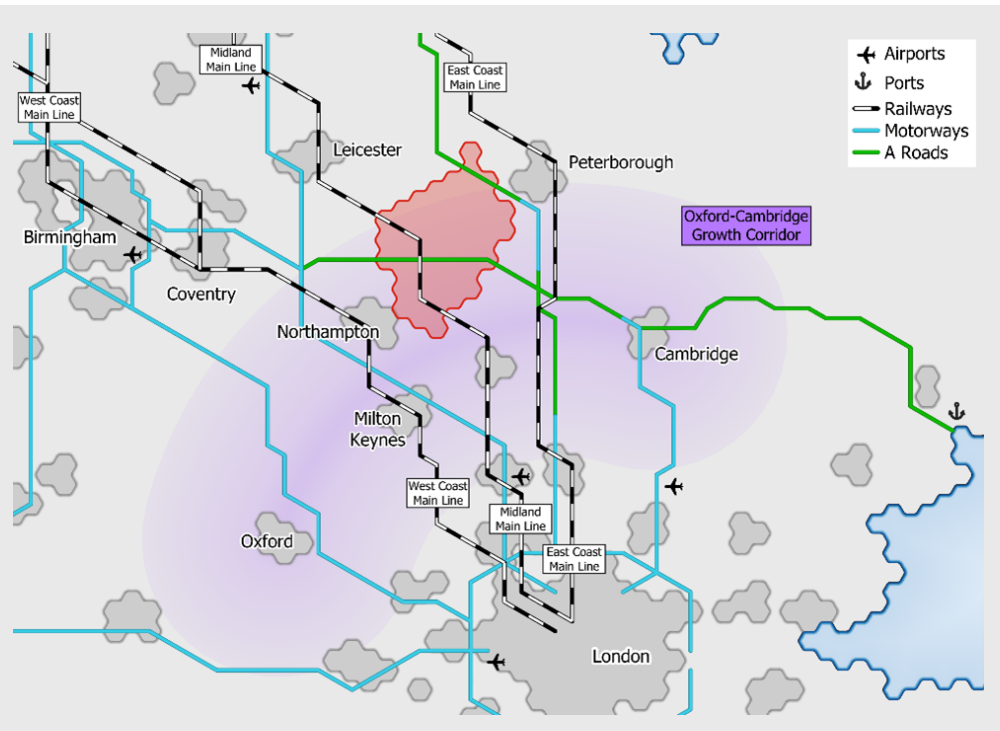 Airports
Ports
Railways
Motorways
A Roads
Midland
Main Line
East Coast
Main Line
West Coast
Main Line
Leicester
Peterborough
Oxford-Cambridge
Growth Corridor
Birmingham
Coventry
Northampton
Cambridge
Milton
Keynes
West Coast
Main Line
Midland
Main Line
Oxford
East Coast
Main Line
London